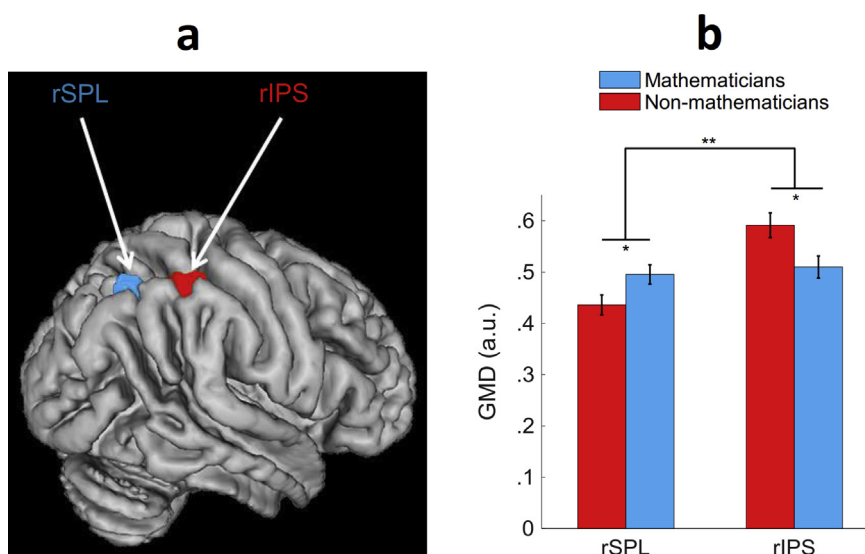 a
rSPL
rIPS
b
Mathematicians
Non-mathematicians
**
*
*
.6
.5
.4
.3
.2
.1
0
GMD (a.u.)
rSPL
rIPS